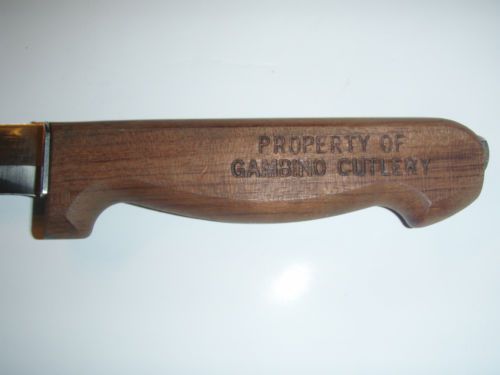 PROPERTY OF
GAMBINO CUTLERY